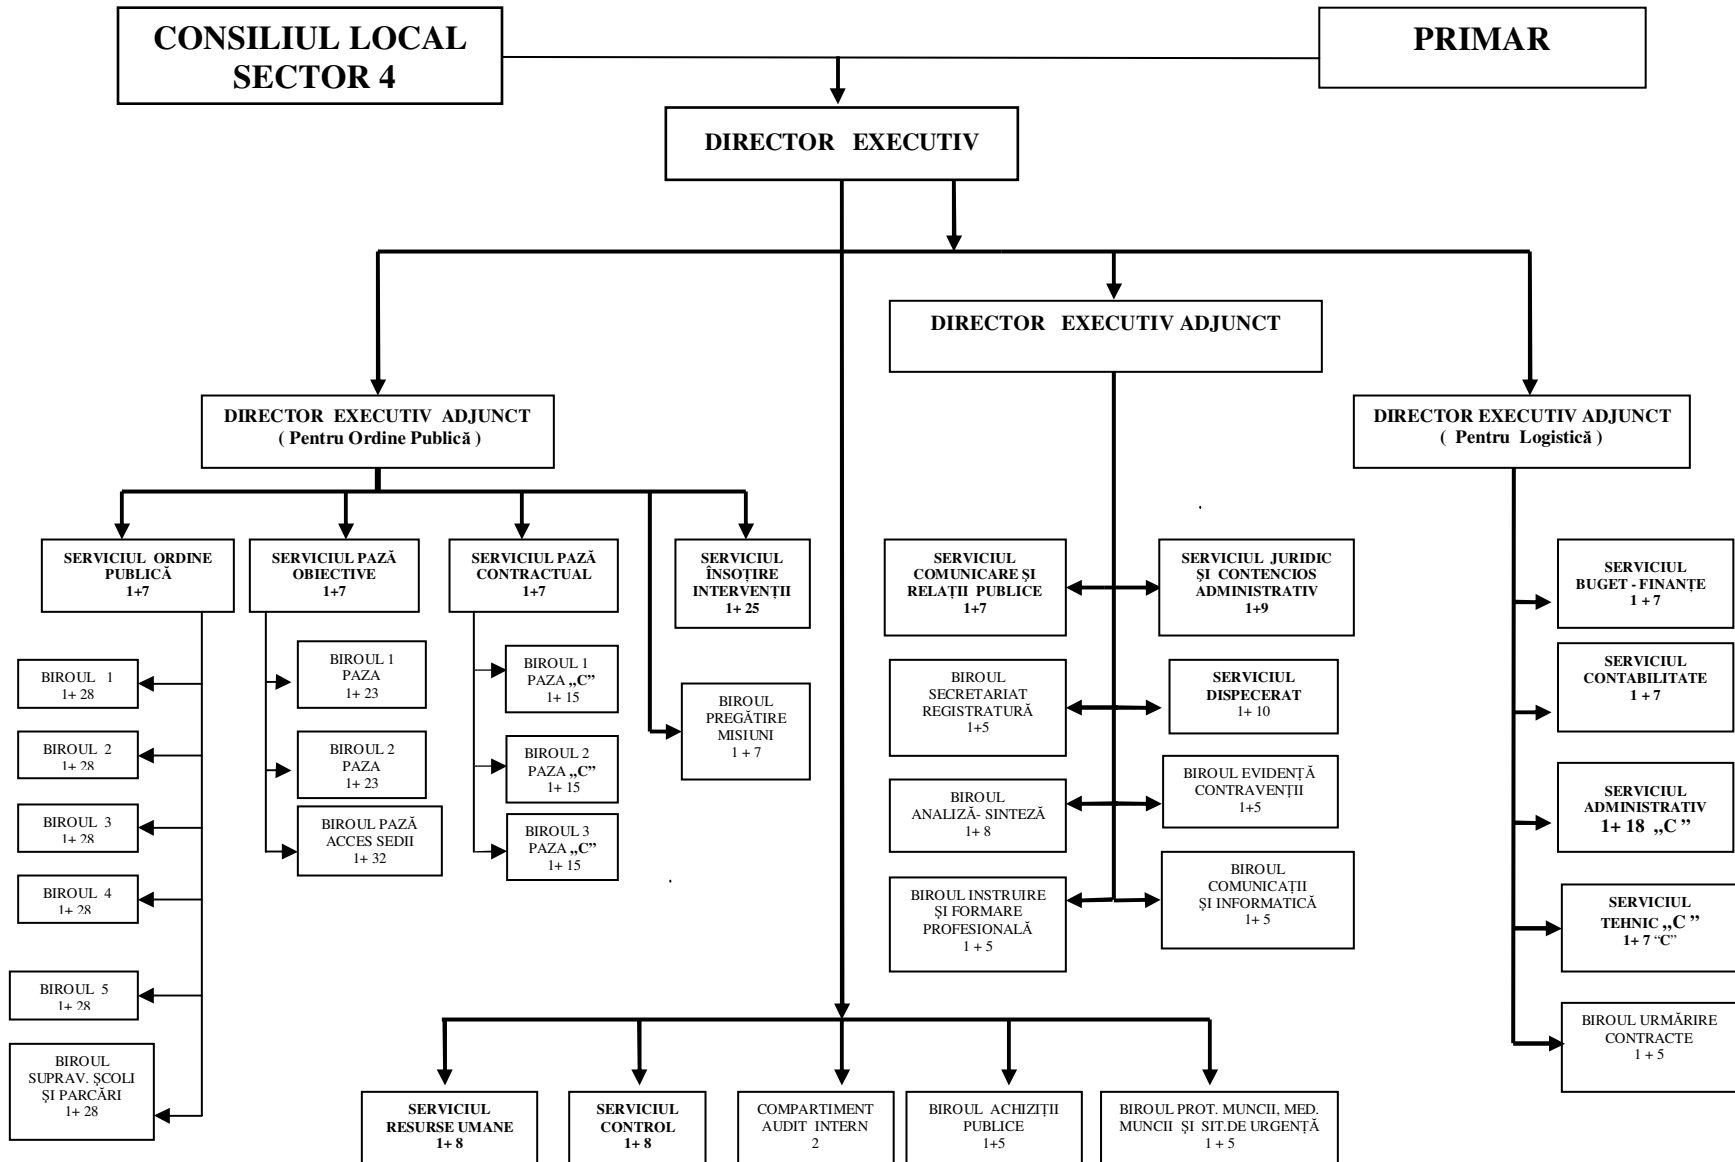 CONSILIUL LOCAL
SECTOR 4
PRIMAR
DIRECTOR EXECUTIV
DIRECTOR EXECUTIV ADJUNCT
DIRECTOR EXECUTIV ADJUNCT
( Pentru Ordine Publică )
DIRECTOR EXECUTIV ADJUNCT
( Pentru Logistică )
SERVICIUL ORDINE
PUBLICĂ
1+7
SERVICIUL PAZĂ
OBIECTIVE
1+7
SERVICIUL PAZĂ
CONTRACTUAL
1+7
SERVICIUL
ÎNSOȚIRE
INTERVENȚII
1+ 25
BIROUL 1
1+ 28
BIROUL 2
1+ 28
BIROUL 3
1+ 28
BIROUL 4
1+ 28
BIROUL 5
1+ 28
BIROUL
SUPRAV. ȘCOLI
ȘI PARCĂRI
1+ 28
BIROUL 1
PAZA
1+ 23
BIROUL 2
PAZA
1+ 23
BIROUL PAZĂ
ACCES SEDII
1+ 32
BIROUL 1
PAZA „C”
1+ 15
BIROUL 2
PAZA „C”
1+ 15
BIROUL 3
PAZA „C”
1+ 15
BIROUL
PREGĂTIRE
MISIUNI
1 + 7
SERVICIUL
COMUNICARE ȘI
RELAȚII PUBLICE
1+7
SERVICIUL JURIDIC
ȘI CONTENCIOS
ADMINISTRATIV
1+9
BIROUL
SECRETARIAT
REGISTRATURĂ
1+5
SERVICIUL
DISPECERAT
1+ 10
BIROUL
ANALIZĂ- SINTEZĂ
1+ 8
BIROUL EVIDENȚĂ
CONTRAVENȚII
1+5
BIROUL INSTRUIRE
ȘI FORMARE
PROFESIONALĂ
1 + 5
BIROUL
COMUNICAȚII
ȘI INFORMATICĂ
1+ 5
SERVICIUL
BUGET - FINANȚE
1 + 7
SERVICIUL
CONTABILITATE
1 + 7
SERVICIUL
ADMINISTRATIV
1+ 18 „C ”
SERVICIUL
TEHNIC „C ”
1+ 7 “C”
BIROUL URMĂRIRE
CONTRACTE
1 + 5
SERVICIUL
RESURSE UMANE
1+ 8
SERVICIUL
CONTROL
1+ 8
COMPARTIMENT
AUDIT INTERN
2
BIROUL ACHIZIȚII
PUBLICE
1+5
BIROUL PROT. MUNCII, MED.
MUNCII ȘI SIT.DE URGENȚĂ
1 + 5